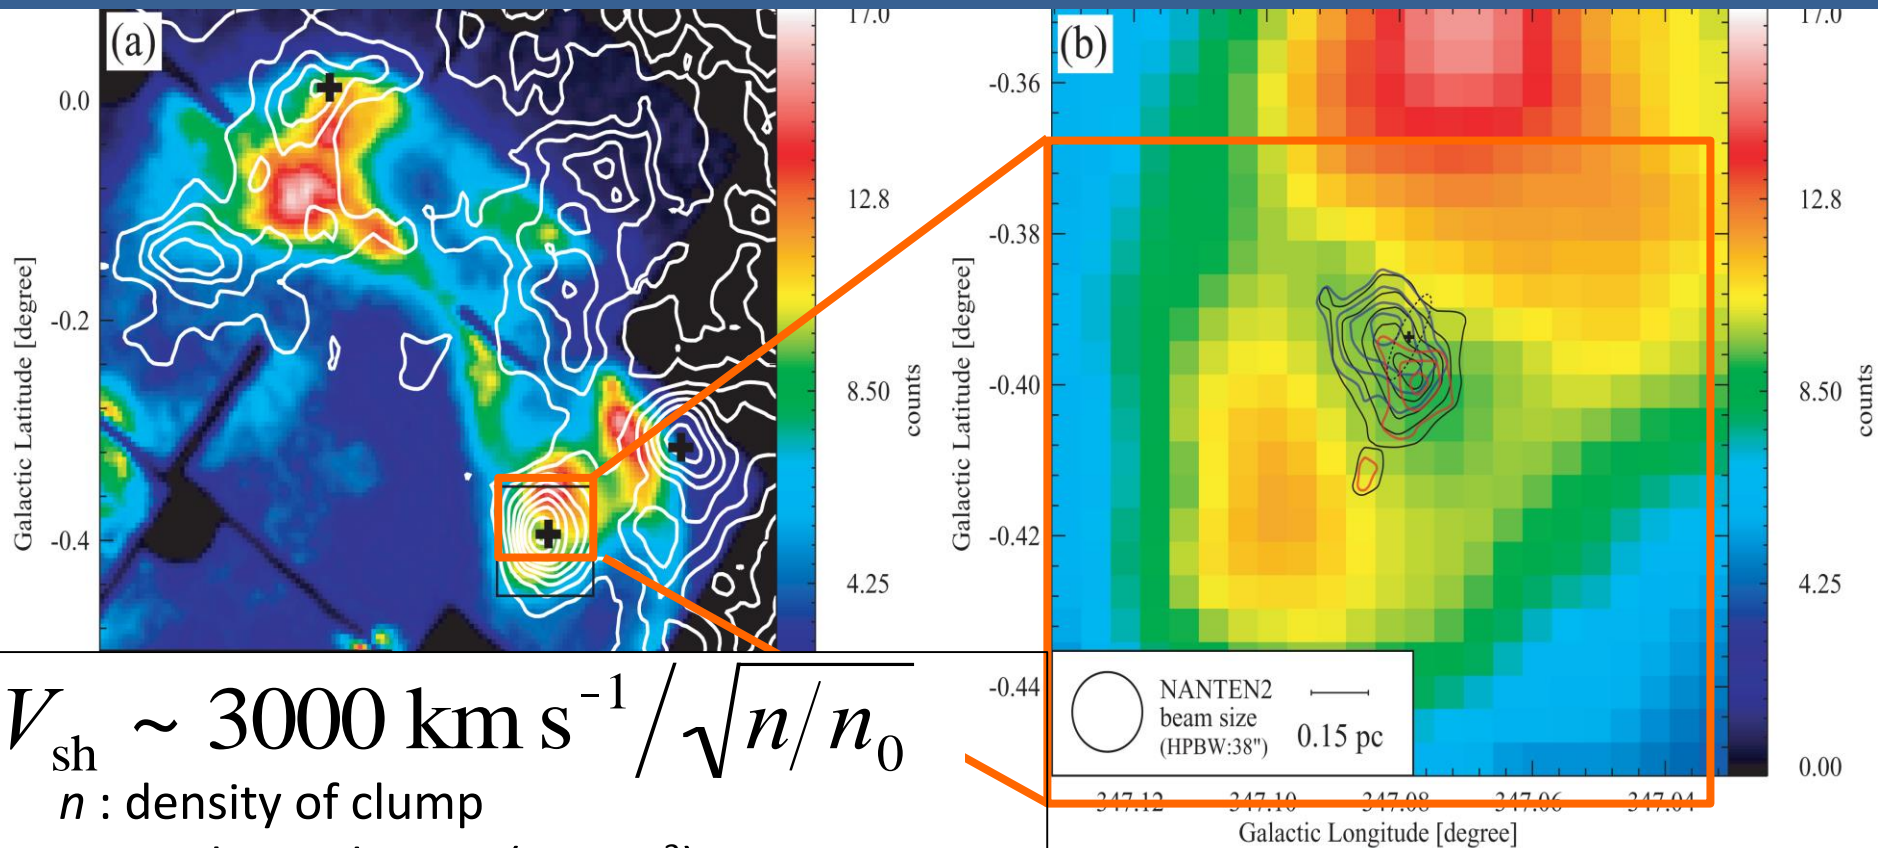 (a)
17.0
12.8
8.50
4.25
counts
0.0
-0.2
-0.4
Galactic Latitude [degree]
(b)
-0.36
-0.38
-0.40
-0.42
-0.44
Galactic Latitude [degree]
17.0
12.8
8.50
4.25
0.00
counts
NANTEN2
beam size
(HPBW:38")
0.15 pc
347.12 347.10 347.08 347.06 347.04
Galactic Longitude [degree]
V_sh ~ 3000 km s^-1 / √n/n_0
n : density of clump